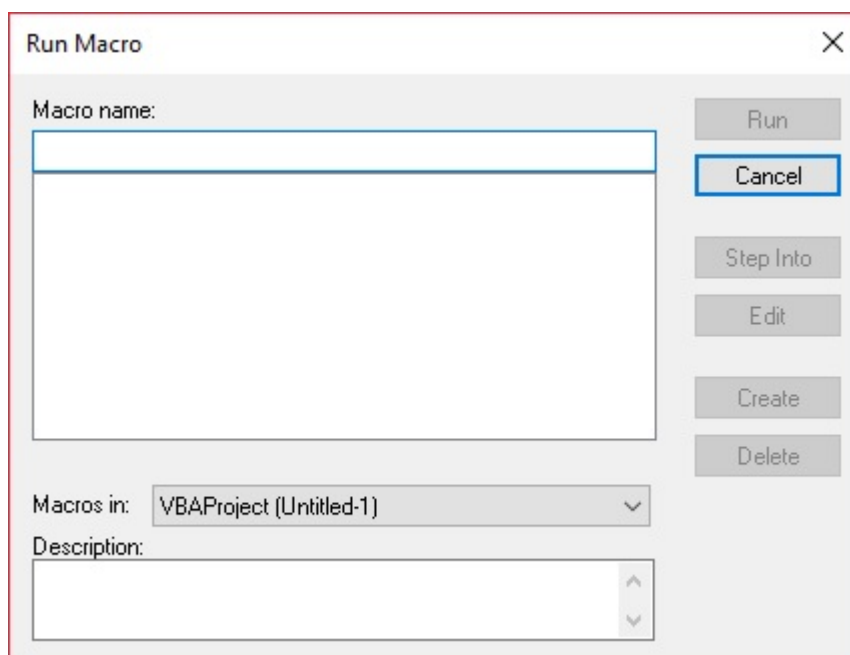 Run Macro
Macro name:
Run
Cancel
Step Into
Edit
Create
Delete
Macros in: VBAProject (Untitled-1)
Description: